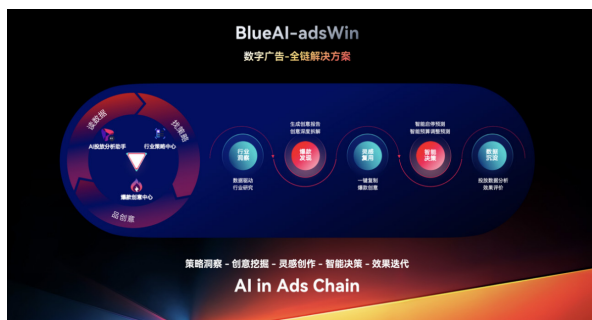 BlueAI-adsWin
数字广告-全链解决方案
读数据
找策略
AI投放分析助手
行业策略中心
爆款创意中心
品创意
行业
洞察
数据驱动
行业研究
生成创意报告
创意深度拆解
爆款
发现
灵感
复用
一键复制
爆款创意
智能启停预测
智能预算调整预测
智能
决策
数据
沉淀
投放数据分析
效果评价
策略洞察 - 创意挖掘 - 灵感创作 - 智能决策 - 效果迭代
AI in Ads Chain